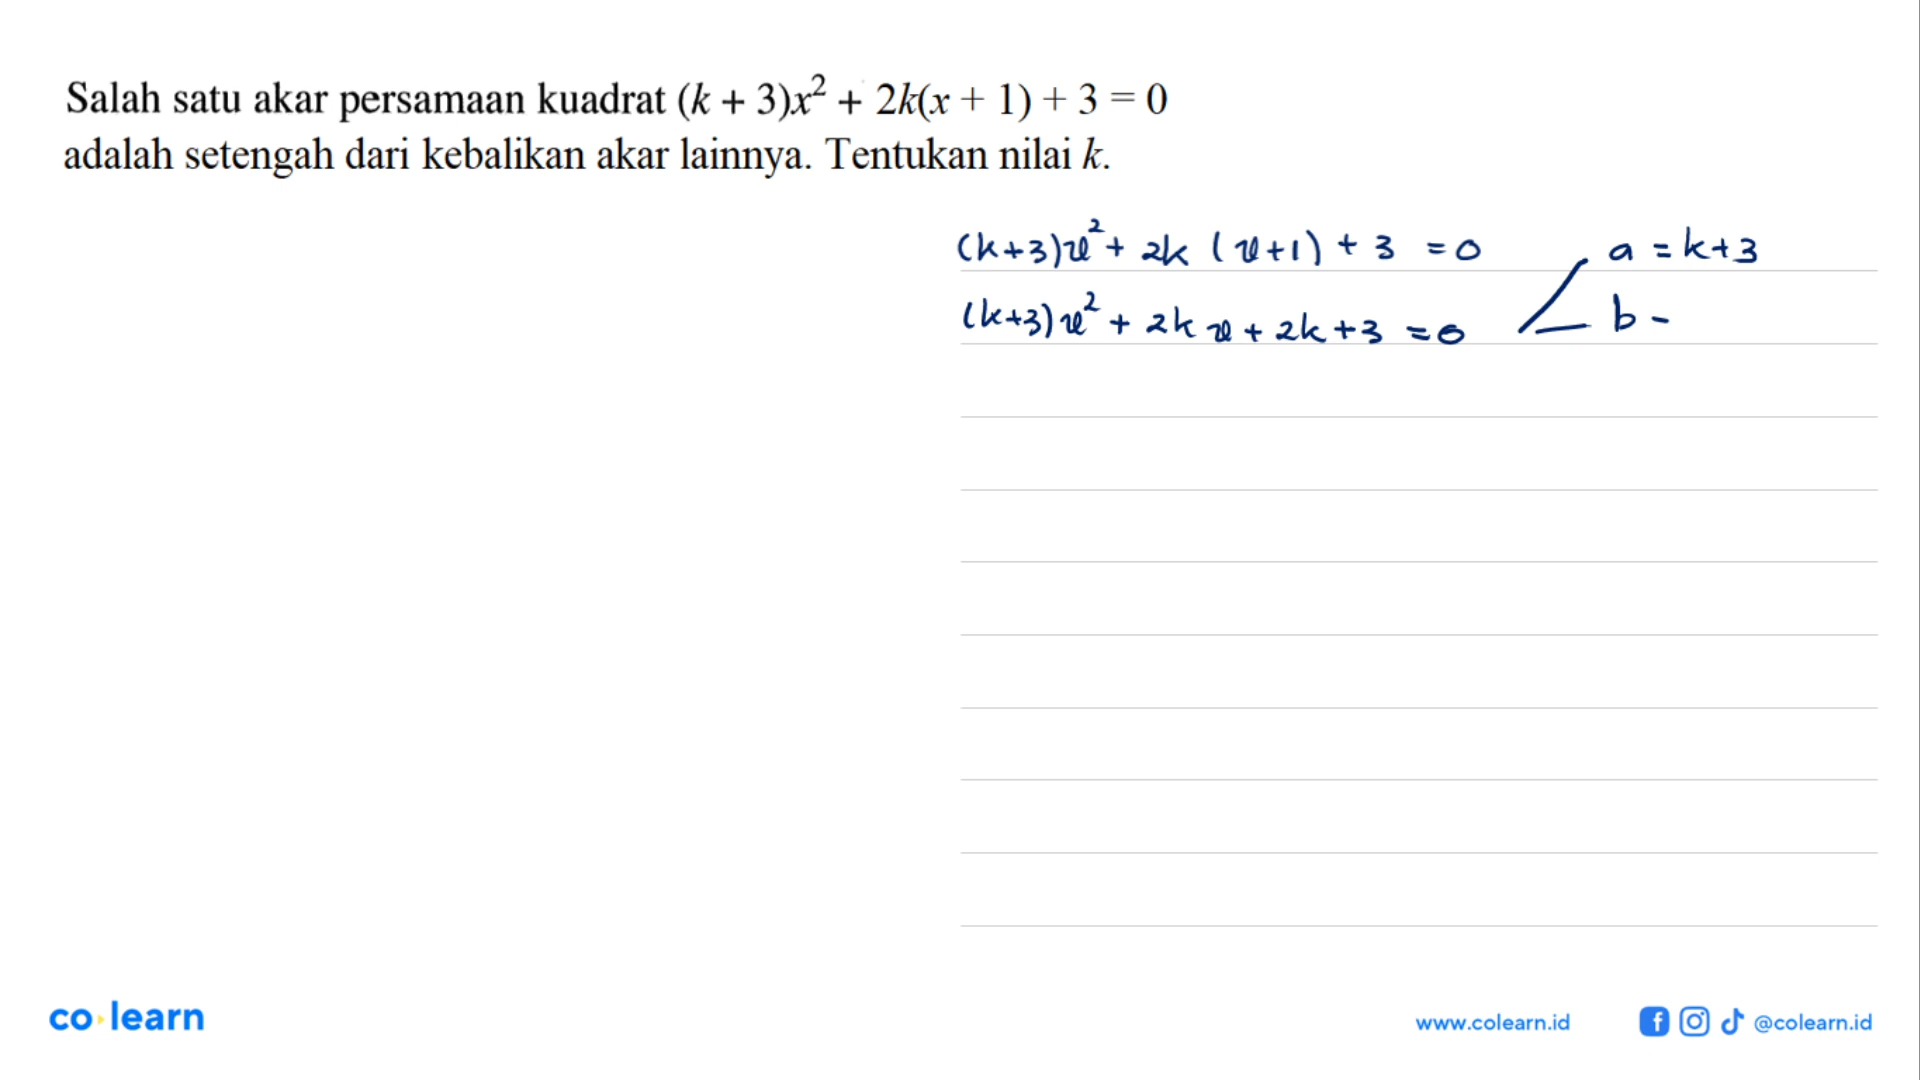 Salah satu akar persamaan kuadrat (k + 3)x² + 2k(x + 1) + 3 = 0
adalah setengah dari kebalikan akar lainnya. Tentukan nilai k.
(k+3)x² + 2k (x+1) + 3 = 0
a = k+3
(k+3)x² + 2kx + 2k+3 = 0
b -
co learn
www.colearn.id
@colearn.id